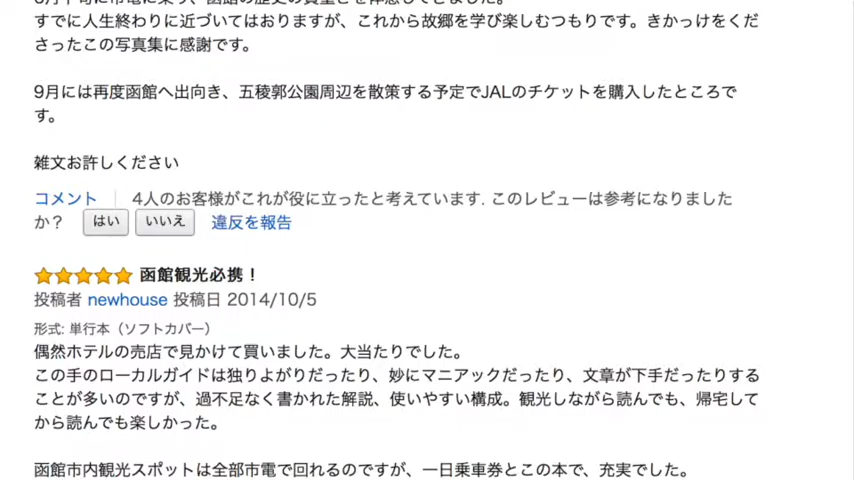 すでに人生終わりに近づいてはおりますが、これから故郷を学び楽しむつもりです。きかっけをくだ
さったこの写真集に感謝です。
9月には再度函館へ出向き、五稜郭公園周辺を散策する予定でJALのチケットを購入したところで
す。
雑文お許しください
コメント 4人のお客様がこれが役に立ったと考えています. このレビューは参考になりました
か? はい いいえ 違反を報告
函館観光必携！
投稿者 newhouse 投稿日 2014/10/5
形式: 単行本（ソフトカバー）
偶然ホテルの売店で見かけて買いました。大当たりでした。
この手のローカルガイドは独りよがりだったり、妙にマニアックだったり、文章が下手だったりする
ことが多いのですが、過不足なく書かれた解説、使いやすい構成。観光しながら読んでも、帰宅して
から読んでも楽しかった。
函館市内観光スポットは全部市電で回れるのですが、一日乗車券とこの本で、充実でした。